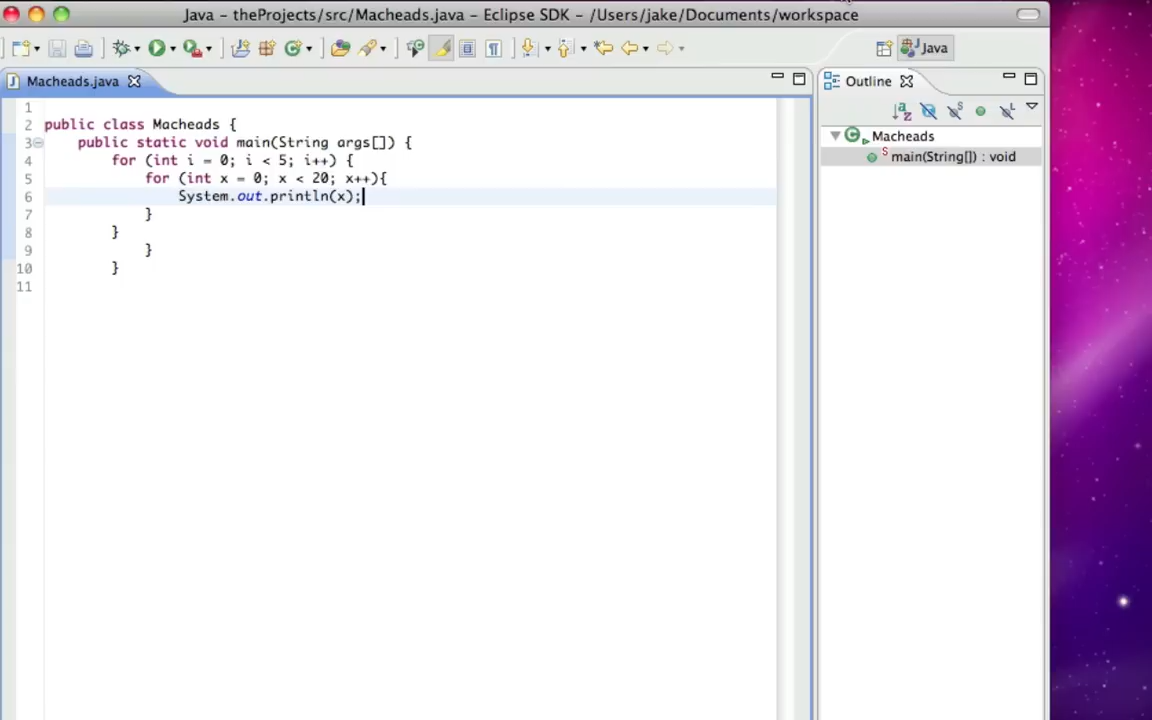 Java - theProjects/src/Macheads.java - Eclipse SDK - /Users/jake/Documents/workspace
Java
Macheads.java
Outline
1
2 public class Macheads {
3 public static void main(String args[]) {
4 for (int i = 0; i < 5; i++) {
5 for (int x = 0; x < 20; x++){
6 System.out.println(x);
7 }
8 }
9 }
10 }
11
Macheads
main(String[]) : void